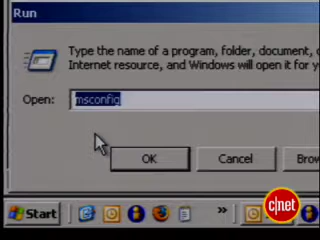 Run
Type the name of a program, folder, document,
Internet resource, and Windows will open it for
Open:
msconfig
OK
Cancel
Brow
Start
»
c|net